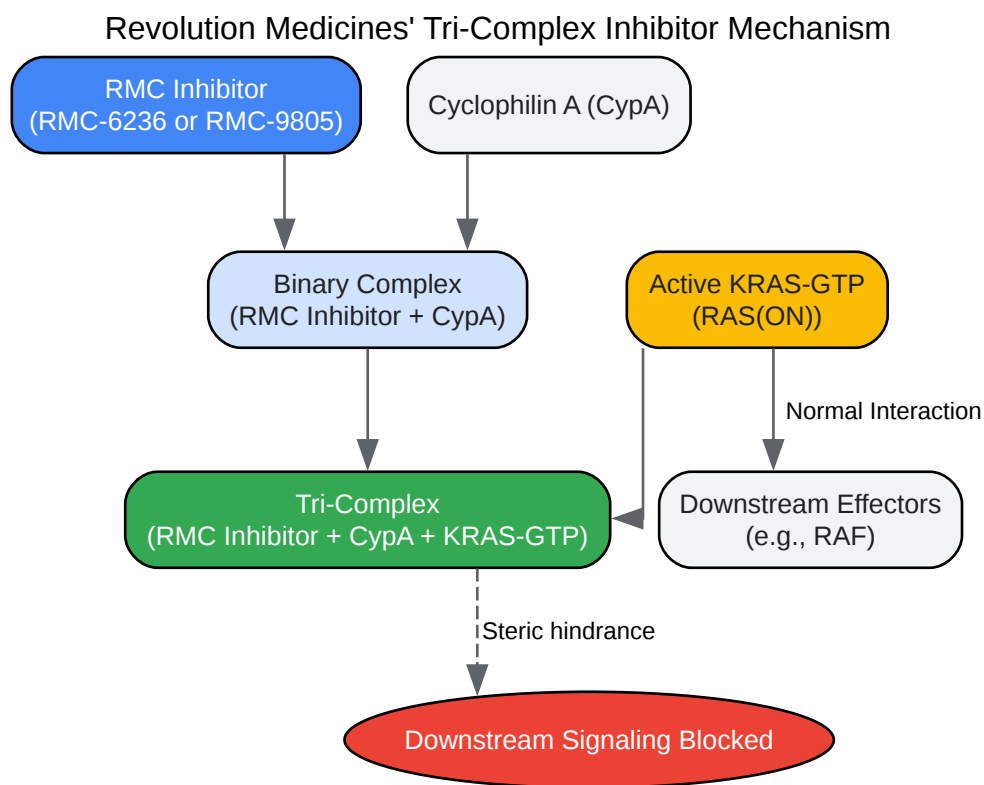 Revolution Medicines' Tri-Complex Inhibitor Mechanism
RMC Inhibitor
(RMC-6236 or RMC-9805)
Cyclophilin A (CypA)
Binary Complex
(RMC Inhibitor + CypA)
Active KRAS-GTP
(RAS(ON))
Normal Interaction
Tri-Complex
(RMC Inhibitor + CypA + KRAS-GTP)
Downstream Effectors
(e.g., RAF)
Steric hindrance
Downstream Signaling Blocked